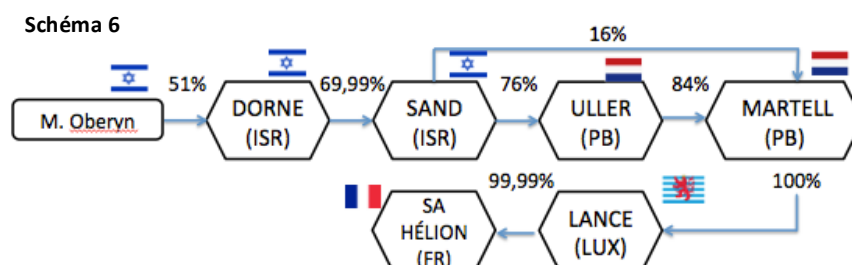 Schéma 6
16%
51%
69,99%
76%
84%
M. Oberyn
DORNE
(ISR)
SAND
(ISR)
ULLER
(PB)
MARTELL
(PB)
99,99%
100%
SA
HÉLION
(FR)
LANCE
(LUX)